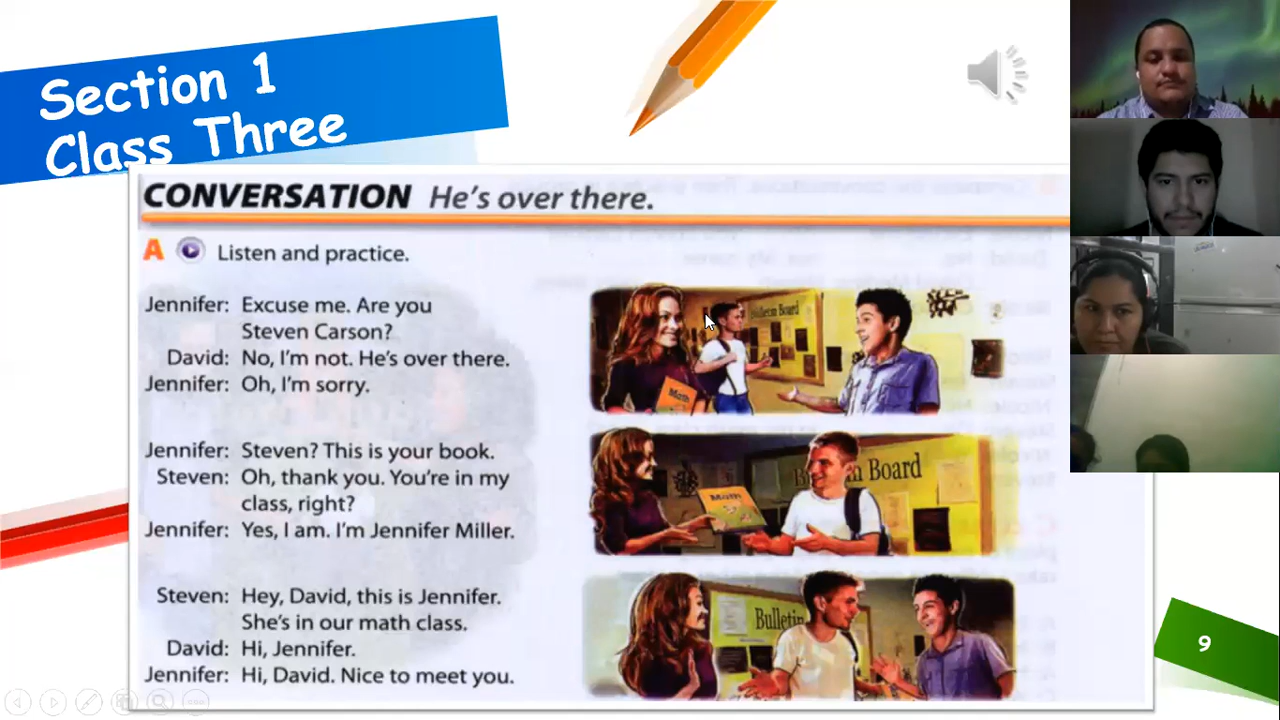 Section 1
Class Three
CONVERSATION He's over there.
A Listen and practice.
Jennifer: Excuse me. Are you
Steven Carson?
David: No, I'm not. He's over there.
Jennifer: Oh, I'm sorry.
Bulletin Board
Math
Jennifer: Steven? This is your book.
Steven: Oh, thank you. You're in my
class, right?
Jennifer: Yes, I am. I'm Jennifer Miller.
Board
Math
Steven: Hey, David, this is Jennifer.
She's in our math class.
David: Hi, Jennifer.
Jennifer: Hi, David. Nice to meet you.
Bulletin
9